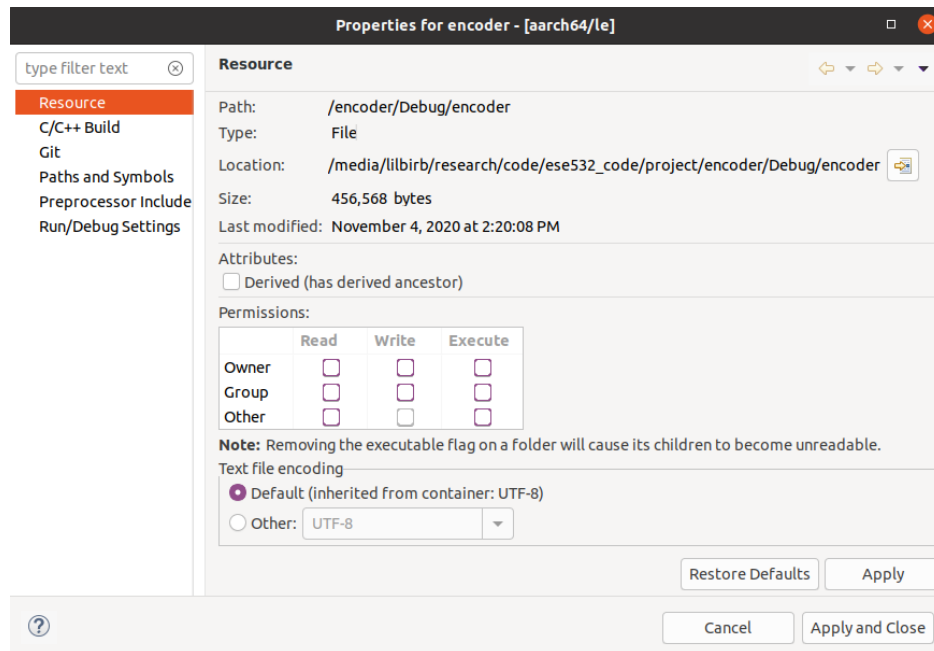 Properties for encoder - [aarch64/le]
type filter text
Resource
C/C++ Build
Git
Paths and Symbols
Preprocessor Include
Run/Debug Settings
Resource
Path: /encoder/Debug/encoder
Type: File
Location: /media/lilbirb/research/code/ese532_code/project/encoder/Debug/encoder
Size: 456,568 bytes
Last modified: November 4, 2020 at 2:20:08 PM
Attributes:
Derived (has derived ancestor)
Permissions:
Read Write Execute
Owner
Group
Other
Note: Removing the executable flag on a folder will cause its children to become unreadable.
Text file encoding
Default (inherited from container: UTF-8)
Other: UTF-8
Restore Defaults Apply
? Cancel Apply and Close